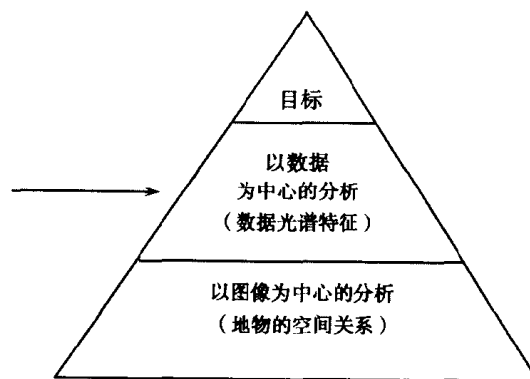 目标
以数据
为中心的分析
（数据光谱特征）
以图像为中心的分析
（地物的空间关系）